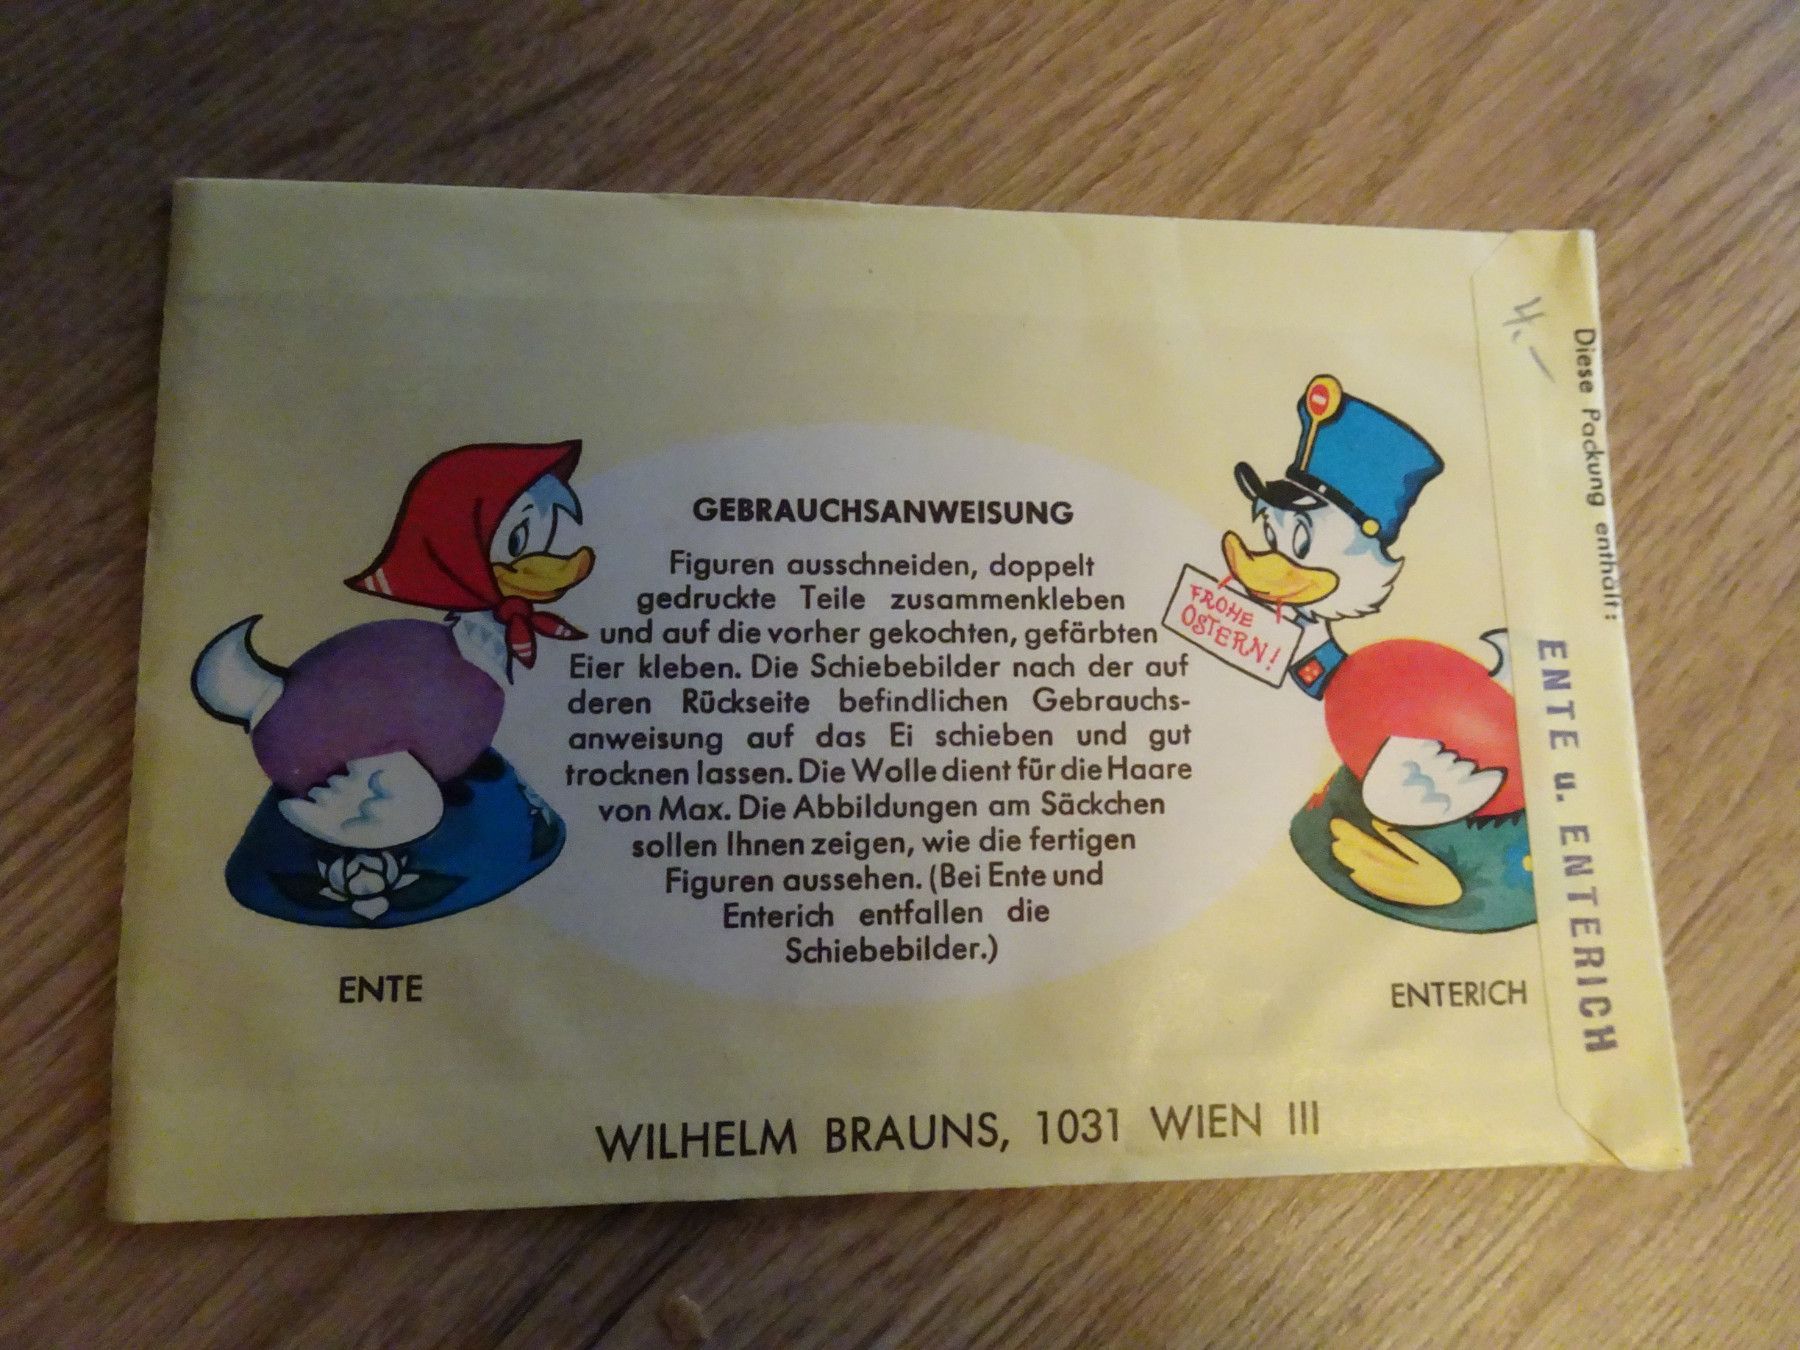 GEBRAUCHSANWEISUNG
Figuren ausschneiden, doppelt
gedruckte Teile zusammenkleben
und auf die vorher gekochten, gefärbten
Eier kleben. Die Schiebebilder nach der auf
deren Rückseite befindlichen Gebrauchs-
anweisung auf das Ei schieben und gut
trocknen lassen. Die Wolle dient für die Haare
von Max. Die Abbildungen am Säckchen
sollen Ihnen zeigen, wie die fertigen
Figuren aussehen. (Bei Ente und
Enterich entfallen die
Schiebebilder.)
FROHE
OSTERN!
ENTE
ENTERICH
WILHELM BRAUNS, 1031 WIEN III
4.-
Diese Packung enthält:
ENTE u. ENTERICH